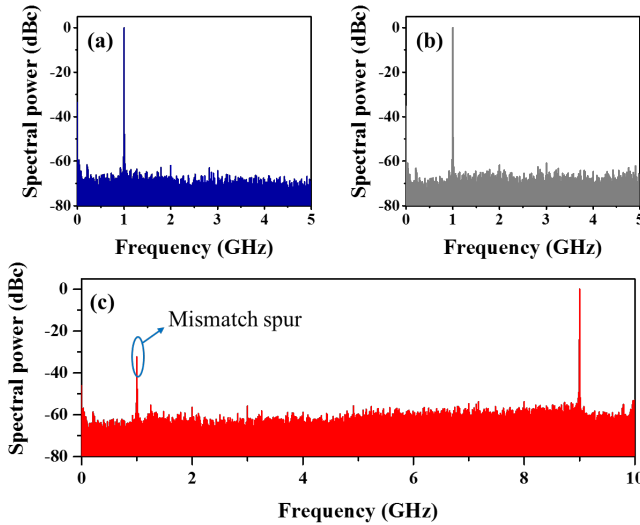 (a)
Spectral power (dBc)
0
-20
-40
-60
-80
0 1 2 3 4 5
Frequency (GHz)
(b)
Spectral power (dBc)
0
-20
-40
-60
-80
0 1 2 3 4 5
Frequency (GHz)
(c)
Mismatch spur
Spectral power (dBc)
0
-20
-40
-60
-80
0 2 4 6 8 10
Frequency (GHz)